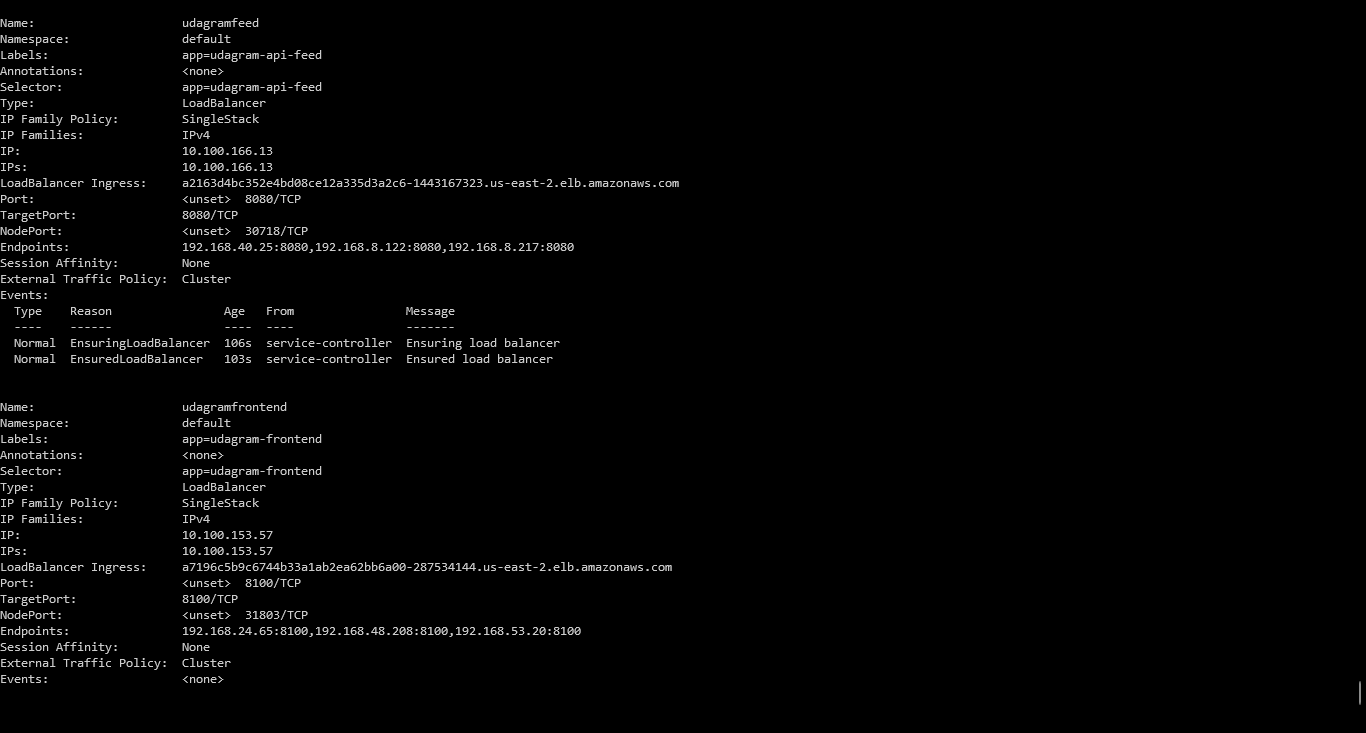 Name:                     udagramfeed
Namespace:                default
Labels:                   app=udagram-api-feed
Annotations:              <none>
Selector:                 app=udagram-api-feed
Type:                     LoadBalancer
IP Family Policy:         SingleStack
IP Families:              IPv4
IP:                       10.100.166.13
IPs:                      10.100.166.13
LoadBalancer Ingress:     a2163d4bc352e4bd08ce12a335d3a2c6-1443167323.us-east-2.elb.amazonaws.com
Port:                     <unset>  8080/TCP
TargetPort:               8080/TCP
NodePort:                 <unset>  30718/TCP
Endpoints:                192.168.40.25:8080,192.168.8.122:8080,192.168.8.217:8080
Session Affinity:         None
External Traffic Policy:  Cluster
Events:
  Type    Reason                Age   From                Message
  ----    ------                ----  ----                -------
  Normal  EnsuringLoadBalancer  106s  service-controller  Ensuring load balancer
  Normal  EnsuredLoadBalancer   103s  service-controller  Ensured load balancer
Name:                     udagramfrontend
Namespace:                default
Labels:                   app=udagram-frontend
Annotations:              <none>
Selector:                 app=udagram-frontend
Type:                     LoadBalancer
IP Family Policy:         SingleStack
IP Families:              IPv4
IP:                       10.100.153.57
IPs:                      10.100.153.57
LoadBalancer Ingress:     a7196c5b9c6744b33a1ab2ea62bb6a00-287534144.us-east-2.elb.amazonaws.com
Port:                     <unset>  8100/TCP
TargetPort:               8100/TCP
NodePort:                 <unset>  31803/TCP
Endpoints:                192.168.24.65:8100,192.168.48.208:8100,192.168.53.20:8100
Session Affinity:         None
External Traffic Policy:  Cluster
Events:                   <none>